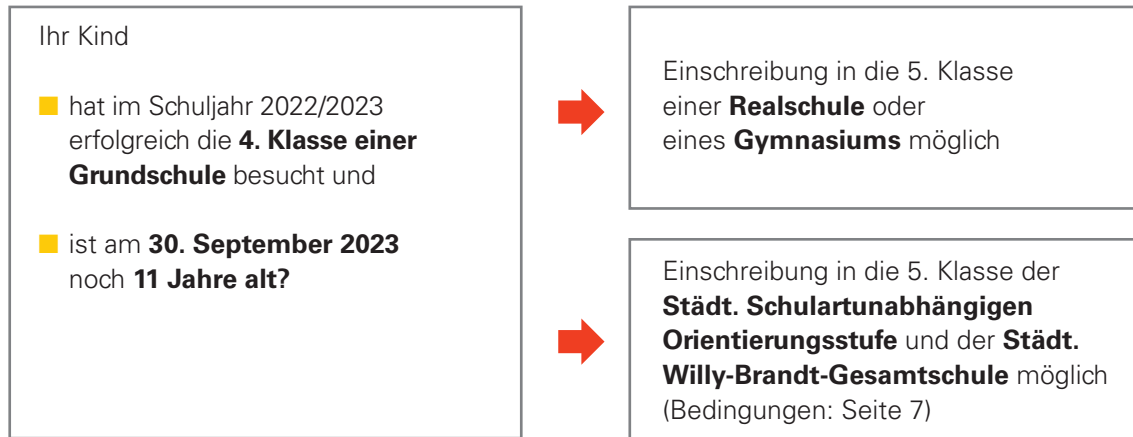 Ihr Kind
hat im Schuljahr 2022/2023
erfolgreich die 4. Klasse einer
Grundschule besucht und
ist am 30. September 2023
noch 11 Jahre alt?
Einschreibung in die 5. Klasse
einer Realschule oder
eines Gymnasiums möglich
Einschreibung in die 5. Klasse der
Städt. Schulartunabhängigen
Orientierungsstufe und der Städt.
Willy-Brandt-Gesamtschule möglich
(Bedingungen: Seite 7)